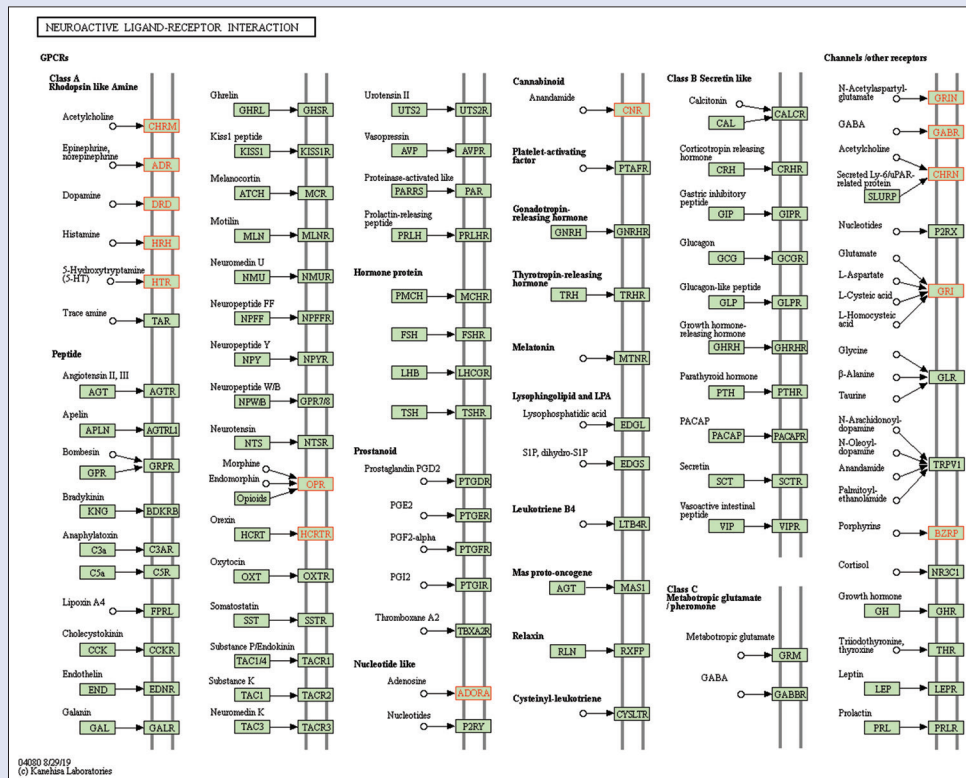 NEUROACTIVE LIGAND-RECEPTOR INTERACTION
GPCRs
Class A
Rhodopsin like Amine
Acetylcholine
CHRM
Epinephrine,
norepinephrine
ADR
Dopamine
DRD
Histamine
HRH
5-Hydroxytryptamine
(5-HT)
HTR
Trace amine
TAR
Peptide
Angiotensin II, III
AGT AGTR
Apelin
APLN AGTRL1
Bombesin
GPR GRPR
Bradykinin
KNG BDKRB
Anaphylatoxin
C3a C3AR
C5a C5R
Lipoxin A4
FPRL
Cholecystokinin
CCK CCKR
Endothelin
END EDNR
Galanin
GAL GALR
Ghrelin
GHRL GHSR
Kiss1 peptide
KISS1 KISS1R
Melanocortin
ATCH MCR
Motilin
MLN MLNR
Neuromedin U
NMU NMUR
Neuropeptide FF
NPFF NPFFR
Neuropeptide Y
NPY NPYR
Neuropeptide W/B
NPW/B GPR7/8
Neurotensin
NTS NTSR
Morphine
Endomorphin
Opioids
OPR
Orexin
HCRT HCRTR
Oxytocin
OXT OXTR
Somatostatin
SST SSTR
Substance P/Endokinin
TAC1/4 TACR1
Substance K
TAC1 TACR2
Neuromedin K
TAC3 TACR3
Urotensin II
UTS2 UTS2R
Vasopressin
AVP AVPR
Proteinase-activated like
PARRS PAR
Prolactin-releasing
peptide
PRLH PRLHR
Hormone protein
PMCH MCHR
FSH FSHR
LHB LHCGR
TSH TSHR
Prostanoid
Prostaglandin PGD2
PTGDR
PGE2
PTGER
PGF2-alpha
PTGFR
PGI2
PTGIR
Thromboxane A2
TBXA2R
Nucleotide like
Adenosine
ADORA
Nucleotides
P2RY
Cannabinoid
Anandamide
CNR
Platelet-activating
factor
PTAFR
Gonadotropin-
releasing hormone
GNRH GNRHR
Thyrotropin-releasing
hormone
TRH TRHR
Melatonin
MTNR
Lysophingolipid and LPA
Lysophosphatidic acid
EDGL
S1P, dihydro-S1P
EDGS
Leukotriene B4
LTB4R
Mas proto-oncogene
AGT MAS1
Relaxin
RLN RXFP
Cysteinyl-leukotriene
CYSLTR
Class B Secretin like
Calcitonin
CAL CALCR
Corticotropin releasing
hormone
CRH CRHR
Gastric inhibitory
peptide
GIP GIPR
Glucagon
GCG GCGR
Glucagon-like peptide
GLP GLPR
Growth hormone-
releasing hormone
GHRH GHRHR
Parathyroid hormone
PTH PTHR
PACAP
PACAP PACAPR
Secretin
SCT SCTR
Vasoactive intestinal
peptide
VIP VIPR
Class C
Metabotropic glutamate
/ pheromone
Metabotropic glutamate
GRM
GABA
GABBR
Channels /other receptors
N-Acetylaspartyl-
glutamate
GRIN
GABA
GABR
Acetylcholine
CHRN
Secreted Ly-6/uPAR-
related protein
SLURP
Nucleotides
P2RX
Glutamate
L-Aspartate
L-Cysteic acid
L-Homocysteic
acid
GRI
Glycine
β-Alanine
Taurine
GLR
N-Arachidonoyl-
dopamine
N-Oleoyl-
dopamine
Anandamide
Palmitoyl-
ethanolamide
TRPV1
Porphyrins
BZRP
Cortisol
NR3C1
Growth hormone
GH GHR
Triiodothyronine,
thyroxine
THR
Leptin
LEP LEPR
Prolactin
PRL PRLR
04080 8/29/19
(c) Kanehisa Laboratories